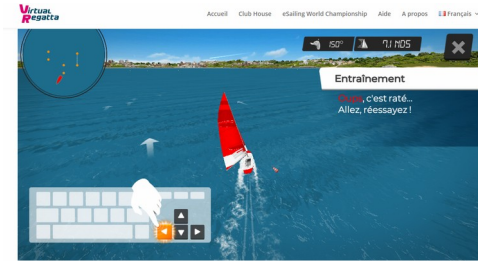 Virtual
Regatta
Accueil Club House eSailing World Championship Aide A propos Français
150° 7.1 NDS
Entraînement
Oups, c'est raté...
Allez, réessayez !